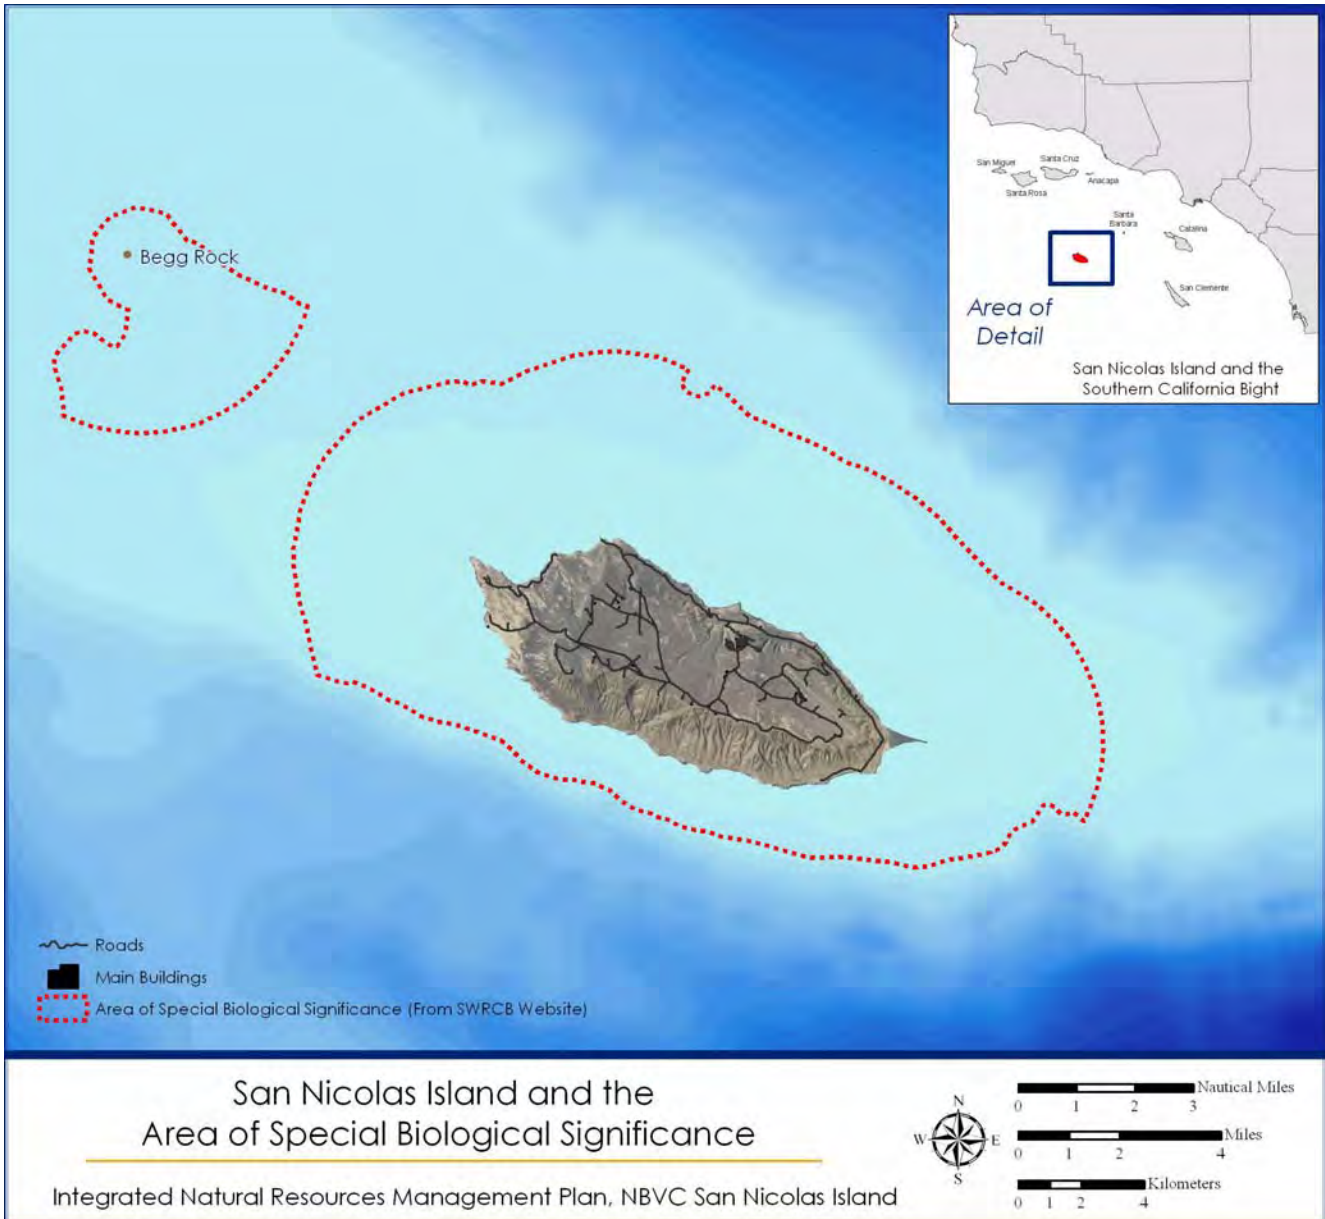 San Miguel
Santa Cruz
Santa Rosa
Anacapa
Santa
Barbara
Catalina
San Clemente
Area of
Detail
San Nicolas Island and the
Southern California Bight
Begg Rock
Roads
Main Buildings
Area of Special Biological Significance (From SWRCB Website)
San Nicolas Island and the
Area of Special Biological Significance
Integrated Natural Resources Management Plan, NBVC San Nicolas Island
N
W E
S
Nautical Miles
0 1 2 3
Miles
0 1 2 4
Kilometers
0 1 2 4